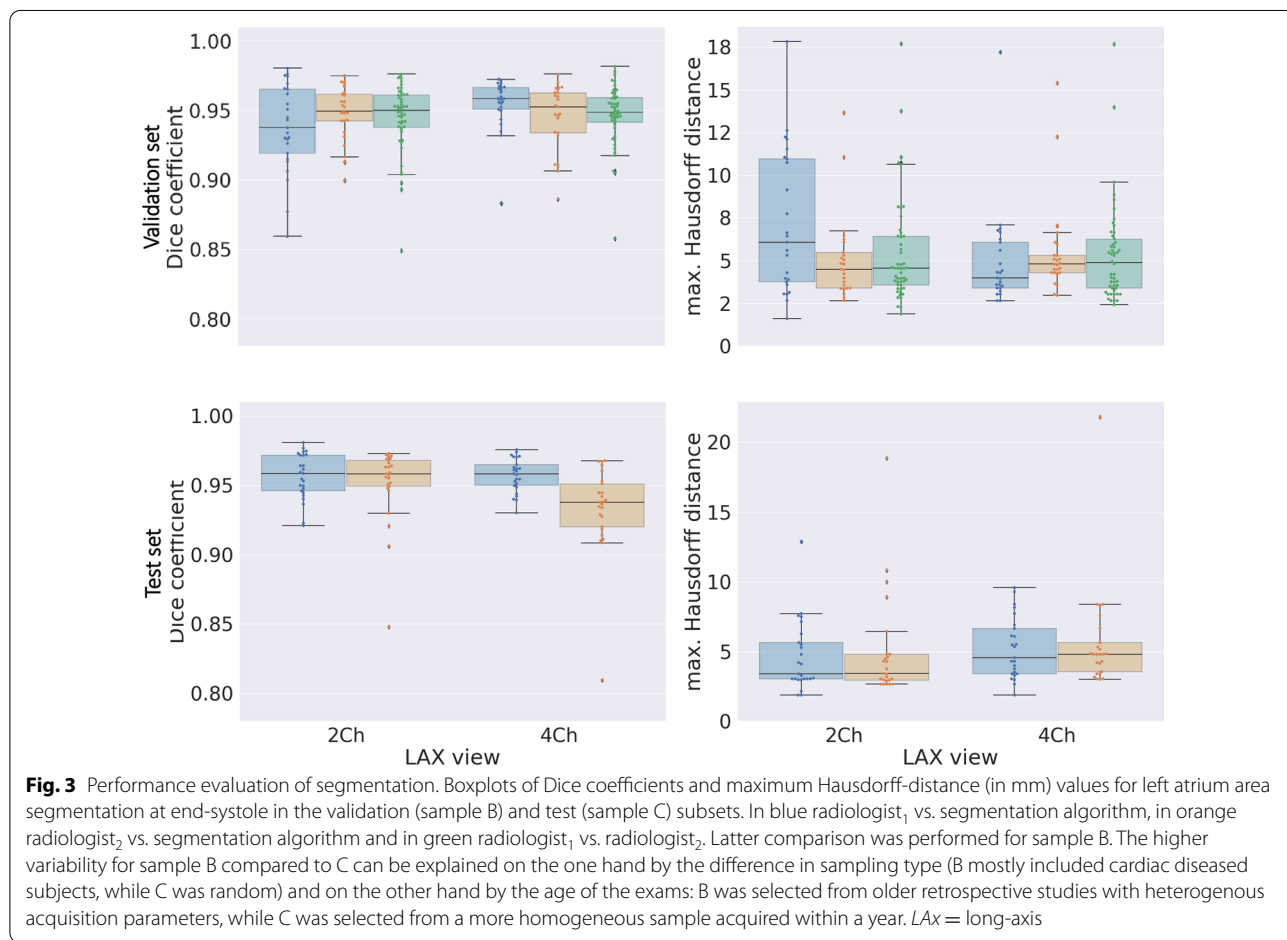 1.00
0.95
0.90
0.85
0.80
Validation set
Dice coefficient
18
15
12
10
8
5
2
0
max. Hausdorff distance
1.00
0.95
0.90
0.85
0.80
Test set
Dice coefficient
2Ch 4Ch
LAX view
20
15
10
5
0
max. Hausdorff distance
2Ch 4Ch
LAX view
Fig. 3 Performance evaluation of segmentation. Boxplots of Dice coefficients and maximum Hausdorff-distance (in mm) values for left atrium area
segmentation at end-systole in the validation (sample B) and test (sample C) subsets. In blue radiologist₁ vs. segmentation algorithm, in orange
radiologist₂ vs. segmentation algorithm and in green radiologist₁ vs. radiologist₂. Latter comparison was performed for sample B. The higher
variability for sample B compared to C can be explained on the one hand by the difference in sampling type (B mostly included cardiac diseased
subjects, while C was random) and on the other hand by the age of the exams: B was selected from older retrospective studies with heterogenous
acquisition parameters, while C was selected from a more homogeneous sample acquired within a year. LAx = long-axis